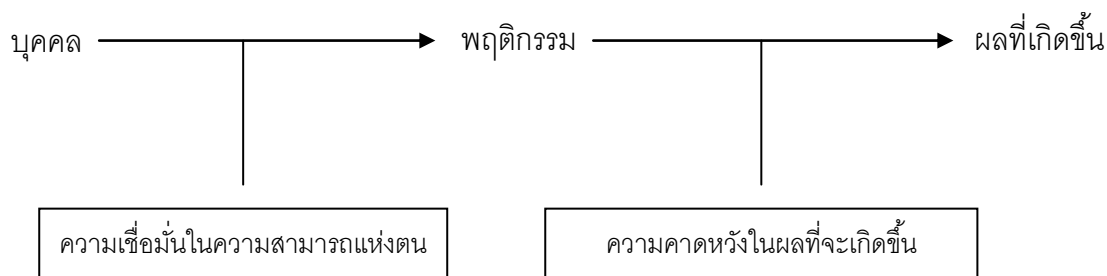 บุคคล พฤติกรรม ผลที่เกิดขึ้น
ความเชื่อมั่นในความสามารถแห่งตน ความคาดหวังในผลที่จะเกิดขึ้น